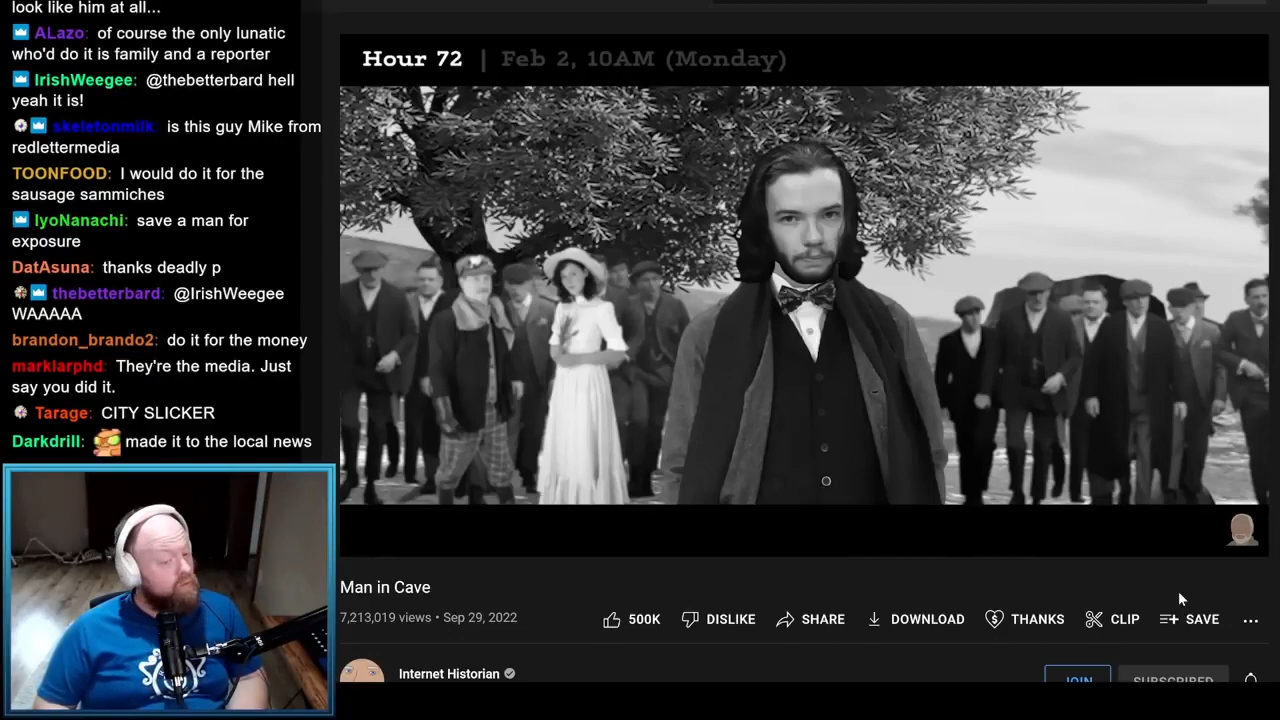 look like him at all...
ALazo: of course the only lunatic
who'd do it is family and a reporter
IrishWeegee: @thebetterbard hell
yeah it is!
skeletonmilk: is this guy Mike from
redlettermedia
TOONFOOD: I would do it for the
sausage sammiches
IyoNanachi: save a man for
exposure
DatAsuna: thanks deadly p
thebetterbard: @IrishWeegee
WAAAAA
brandon_brando2: do it for the money
marklarphd: They're the media. Just
say you did it.
Tarage: CITY SLICKER
Darkdrill: made it to the local news
Hour 72 | Feb 2, 10AM (Monday)
Man in Cave
7,213,019 views • Sep 29, 2022
500K DISLIKE SHARE DOWNLOAD THANKS CLIP SAVE ...
Internet Historian
JOIN SUBSCRIBED